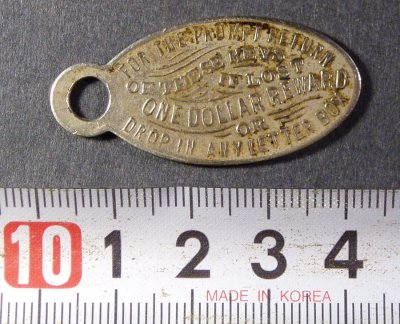 FOR THE PROMPT RETURN
OF THESE KEYS
IF LOST
ONE DOLLAR REWARD
OR
DROP IN ANY LETTER BOX
10 1 2 3 4
MADE IN KOREA